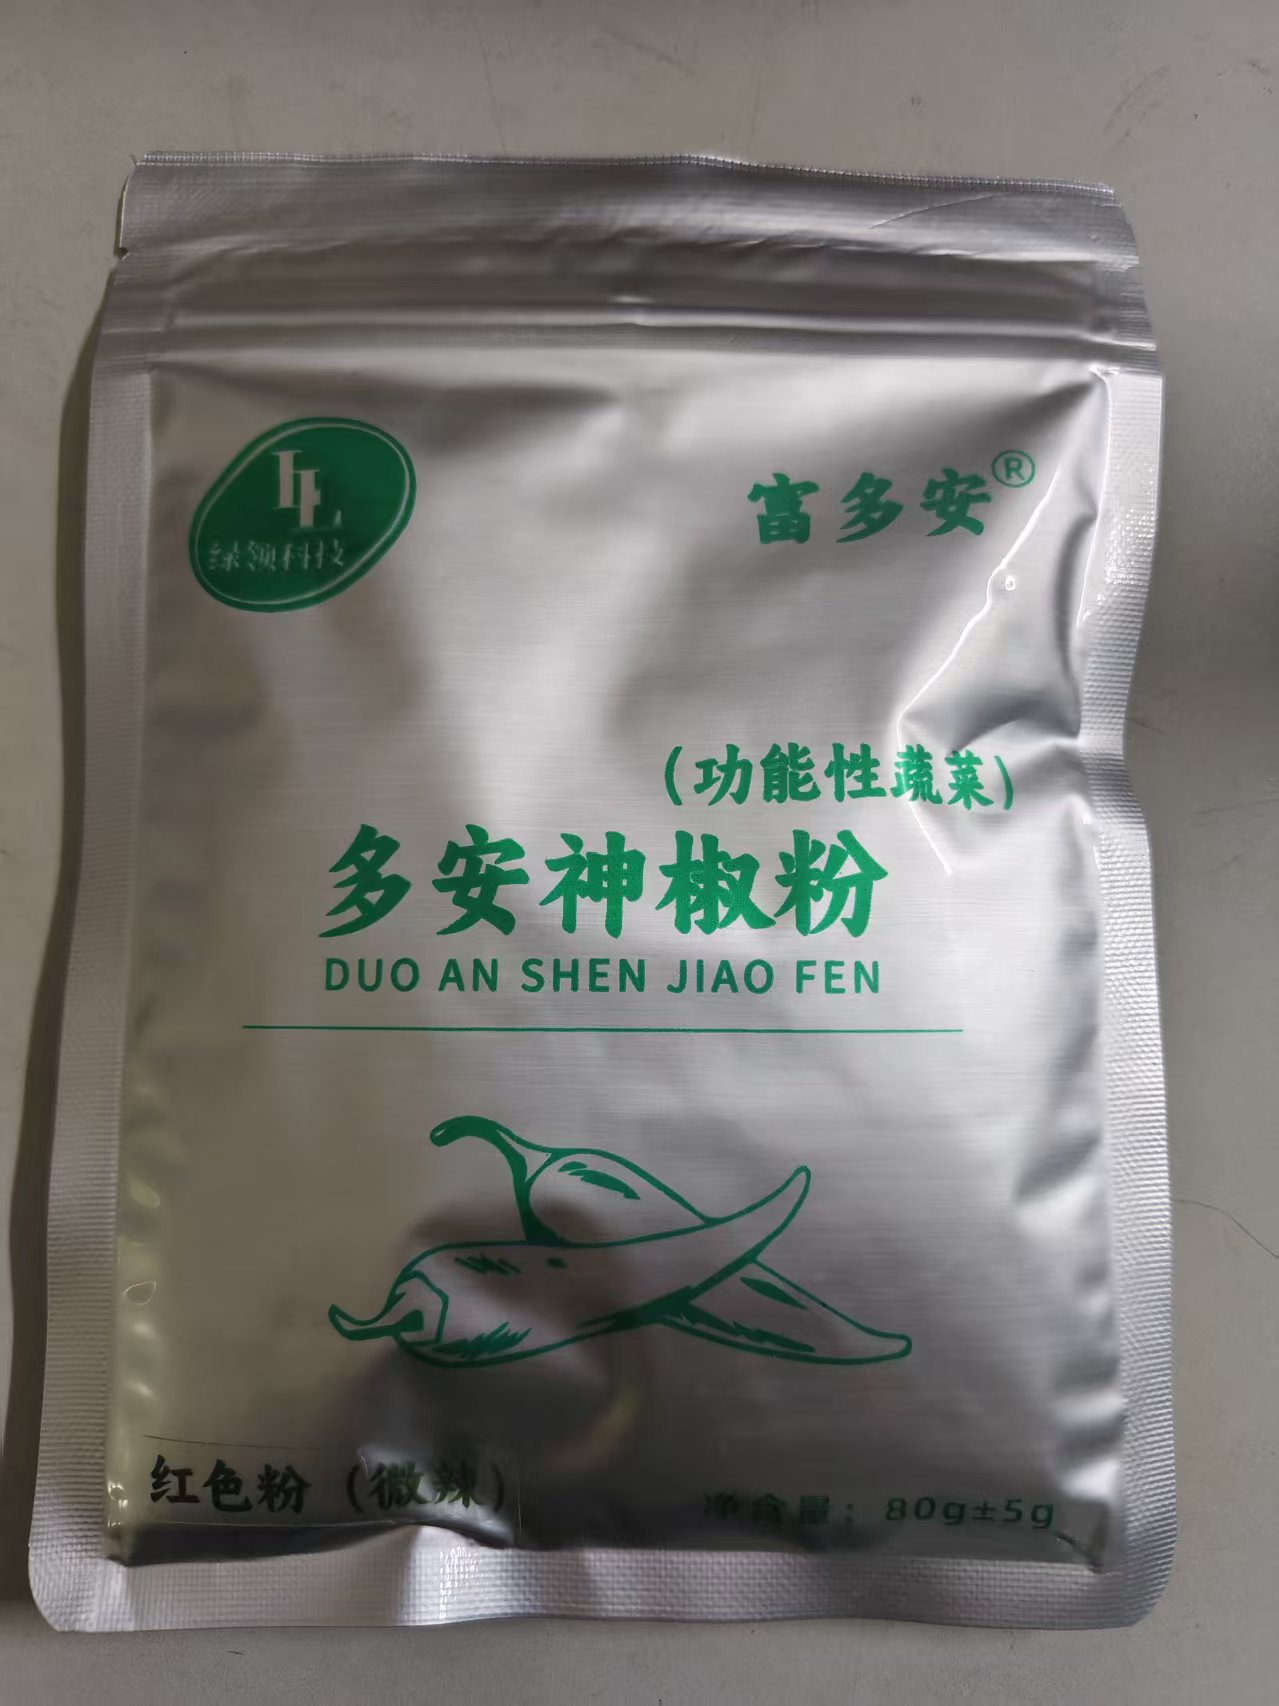 LL
绿领科技
富多安®
（功能性蔬菜）
多安神椒粉
DUO AN SHEN JIAO FEN
红色粉（微辣）
净含量：80g±5g